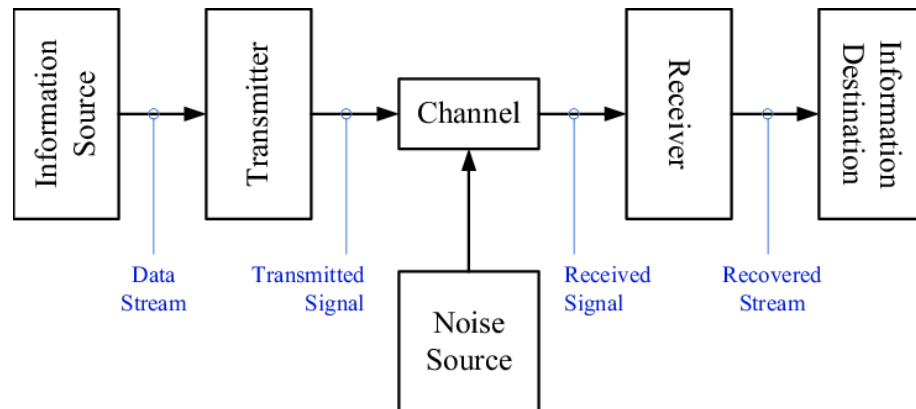 Information
Source
Transmitter
Channel
Receiver
Information
Destination
Data
Stream
Transmitted
Signal
Received
Signal
Recovered
Stream
Noise
Source